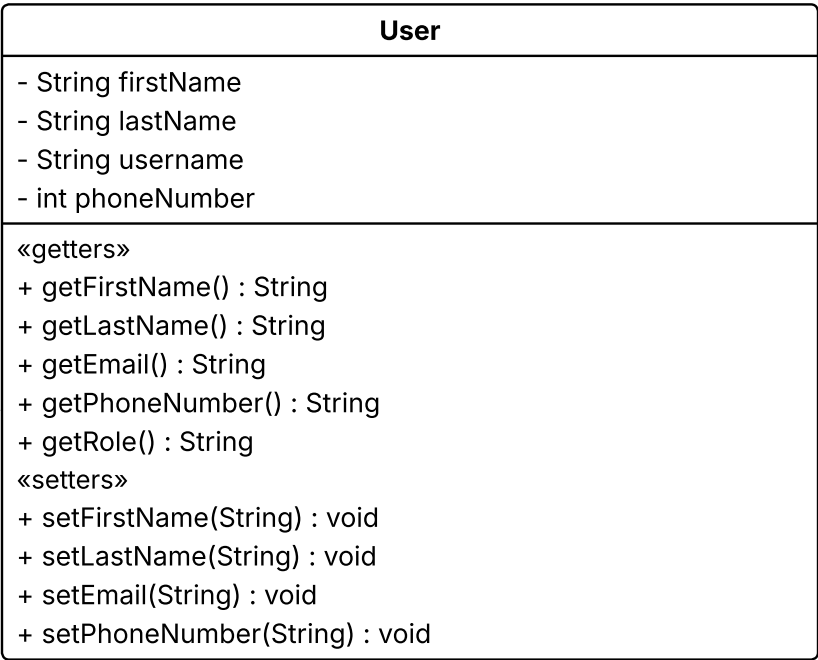 User
- String firstName
- String lastName
- String username
- int phoneNumber
«getters»
+ getFirstName() : String
+ getLastName() : String
+ getEmail() : String
+ getPhoneNumber() : String
+ getRole() : String
«setters»
+ setFirstName(String) : void
+ setLastName(String) : void
+ setEmail(String) : void
+ setPhoneNumber(String) : void